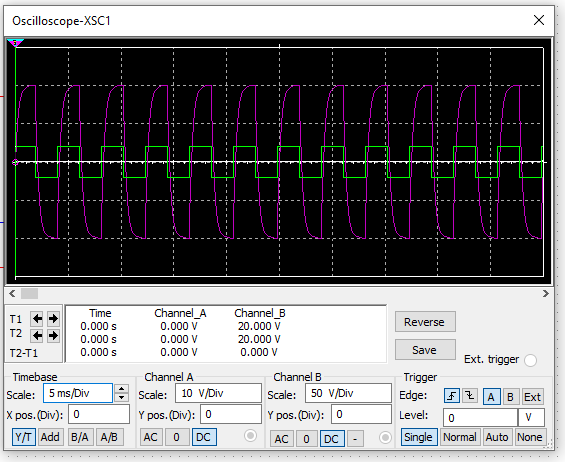 Oscilloscope-XSC1
T1
T2
T2-T1
Time Channel_A Channel_B
0.000 s 0.000 V 20.000 V
0.000 s 0.000 V 20.000 V
0.000 s 0.000 V 0.000 V
Reverse
Save
Ext. trigger
Timebase
Scale: 5 ms/Div
X pos.(Div): 0
Y/T Add B/A A/B
Channel A
Scale: 10 V/Div
Y pos.(Div): 0
AC 0 DC
Channel B
Scale: 50 V/Div
Y pos.(Div): 0
AC 0 DC -
Trigger
Edge: A B Ext
Level: 0 V
Single Normal Auto None